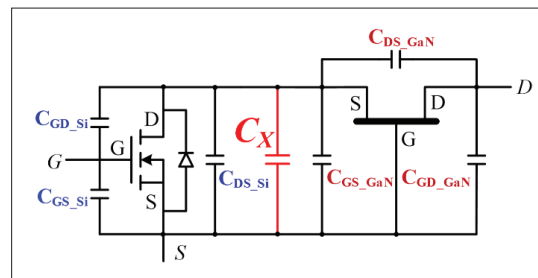 C_DS_GaN
S D D
C_GD_Si D C_X G
G G
C_GS_Si S C_DS_Si C_GS_GaN C_GD_GaN
S